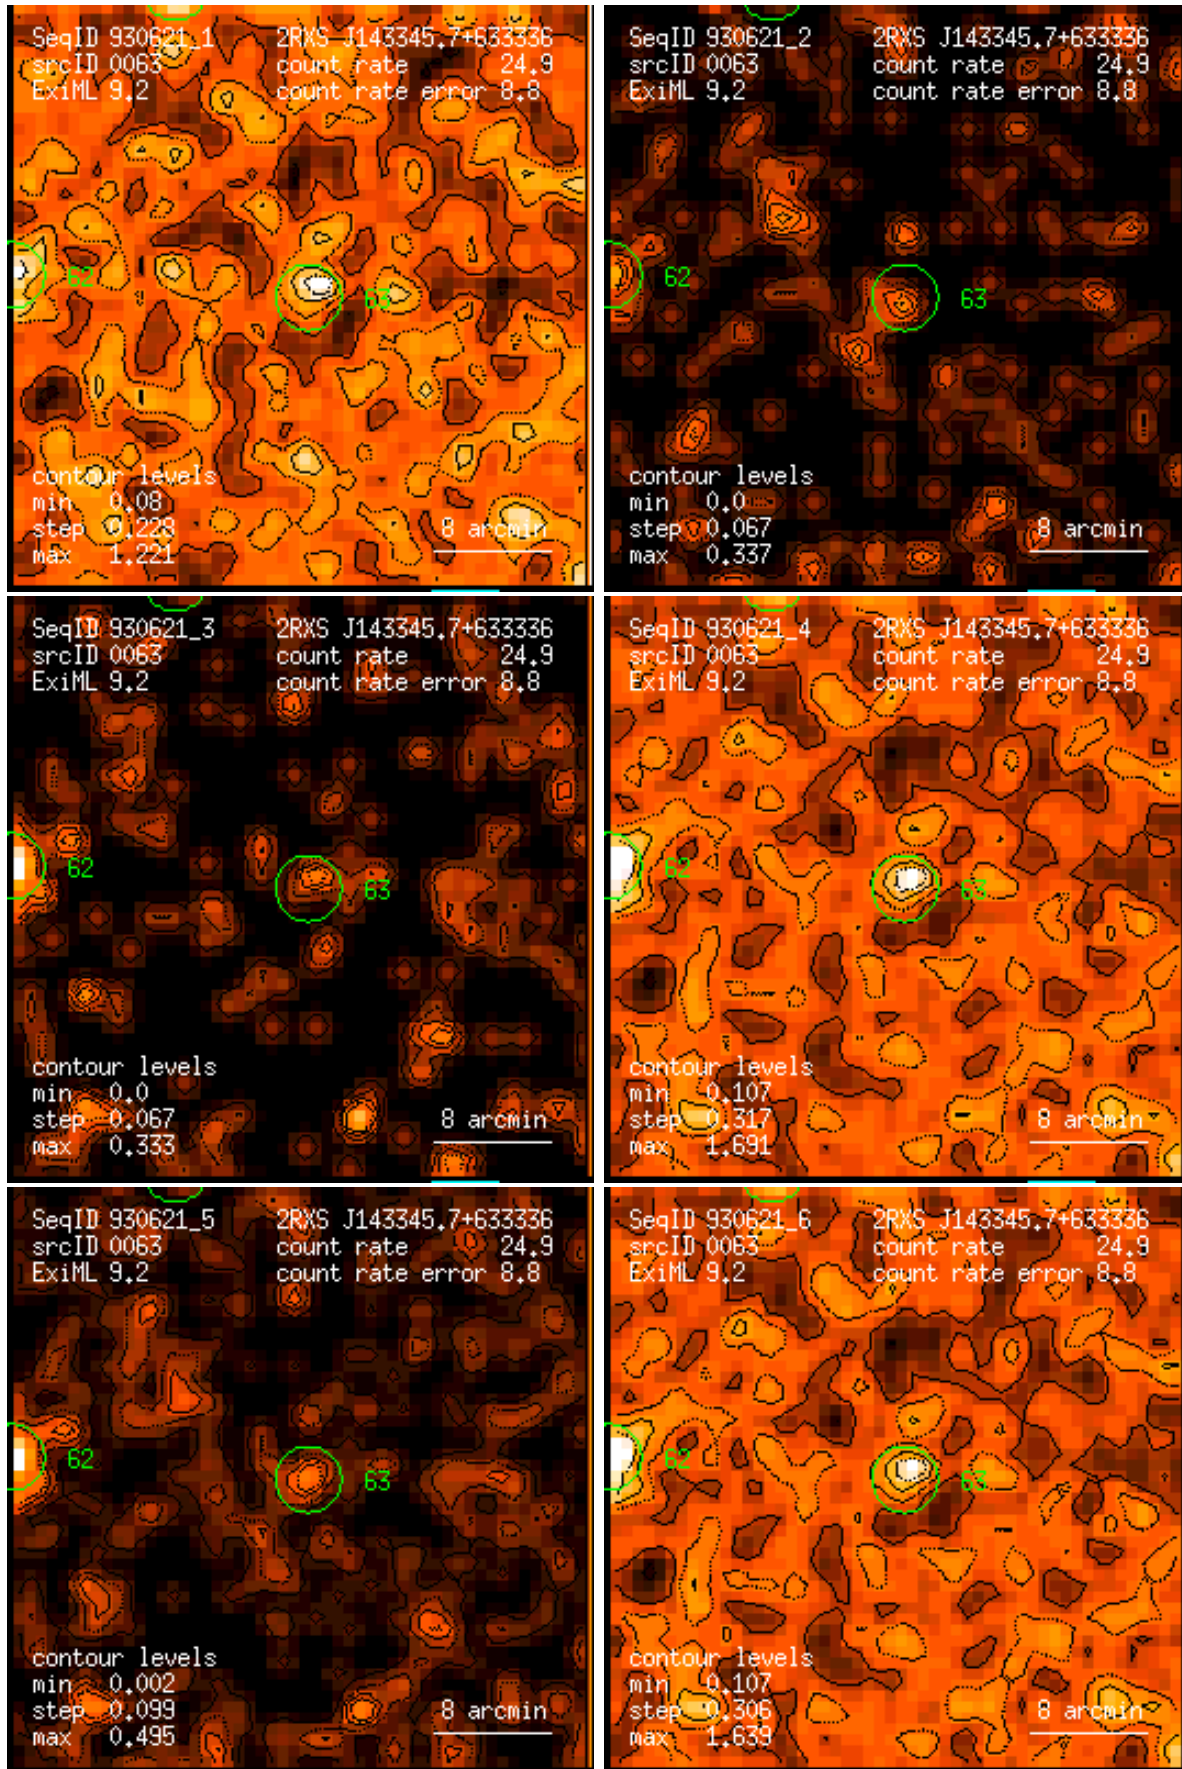 SeqID 930621_1 2RXS J143345.7+633336
srcID 0063 count rate 24.9
ExiML 9.2 count rate error 8.8
62
63
contour levels
min 0.08
step 0.228
max 1.221
8 arcmin
SeqID 930621_2 2RXS J143345.7+633336
srcID 0063 count rate 24.9
ExiML 9.2 count rate error 8.8
62
63
contour levels
min 0.0
step 0.067
max 0.337
8 arcmin
SeqID 930621_3 2RXS J143345.7+633336
srcID 0063 count rate 24.9
ExiML 9.2 count rate error 8.8
62
63
contour levels
min 0.0
step 0.067
max 0.333
8 arcmin
SeqID 930621_4 2RXS J143345.7+633336
srcID 0063 count rate 24.9
ExiML 9.2 count rate error 8.8
62
63
contour levels
min 0.107
step 0.317
max 1.691
8 arcmin
SeqID 930621_5 2RXS J143345.7+633336
srcID 0063 count rate 24.9
ExiML 9.2 count rate error 8.8
62
63
contour levels
min 0.002
step 0.099
max 0.495
8 arcmin
SeqID 930621_6 2RXS J143345.7+633336
srcID 0063 count rate 24.9
ExiML 9.2 count rate error 8.8
62
63
contour levels
min 0.107
step 0.306
max 1.639
8 arcmin